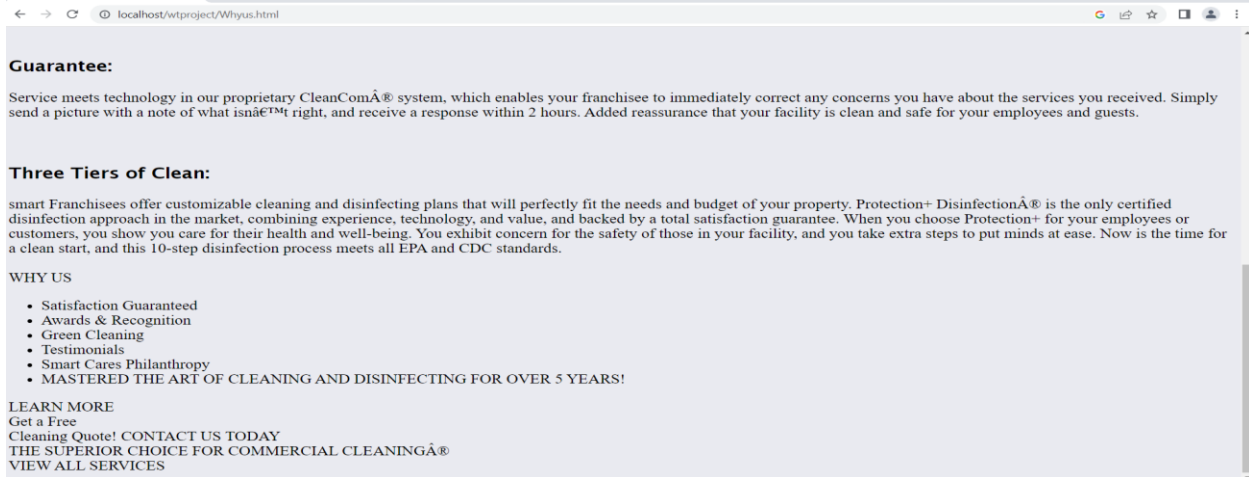 localhost/wtproject/Whyus.html
Guarantee:
Service meets technology in our proprietary CleanComÂ® system, which enables your franchisee to immediately correct any concerns you have about the services you received. Simply
send a picture with a note of what isnâ€™t right, and receive a response within 2 hours. Added reassurance that your facility is clean and safe for your employees and guests.
Three Tiers of Clean:
smart Franchisees offer customizable cleaning and disinfecting plans that will perfectly fit the needs and budget of your property. Protection+ DisinfectionÂ® is the only certified
disinfection approach in the market, combining experience, technology, and value, and backed by a total satisfaction guarantee. When you choose Protection+ for your employees or
customers, you show you care for their health and well-being. You exhibit concern for the safety of those in your facility, and you take extra steps to put minds at ease. Now is the time for
a clean start, and this 10-step disinfection process meets all EPA and CDC standards.
WHY US
• Satisfaction Guaranteed
• Awards & Recognition
• Green Cleaning
• Testimonials
• Smart Cares Philanthropy
• MASTERED THE ART OF CLEANING AND DISINFECTING FOR OVER 5 YEARS!
LEARN MORE
Get a Free
Cleaning Quote! CONTACT US TODAY
THE SUPERIOR CHOICE FOR COMMERCIAL CLEANINGÂ®
VIEW ALL SERVICES